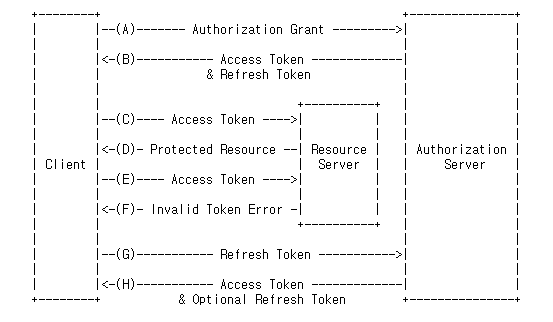 +--------+                                           +---------------+
|        |--(A)------- Authorization Grant --------->|               |
|        |<-(B)----------- Access Token -------------|               |
|        |               & Refresh Token             |               |
|        |                            +----------+   |               |
|        |--(C)---- Access Token ---->|          |   |               |
|        |<-(D)- Protected Resource --| Resource |   | Authorization |
| Client |                            |  Server  |   |     Server    |
|        |--(E)---- Access Token ---->|          |   |               |
|        |<-(F)- Invalid Token Error -|          |   |               |
|        |                            +----------+   |               |
|        |--(G)----------- Refresh Token ----------->|               |
|        |<-(H)----------- Access Token -------------|               |
+--------+           & Optional Refresh Token        +---------------+